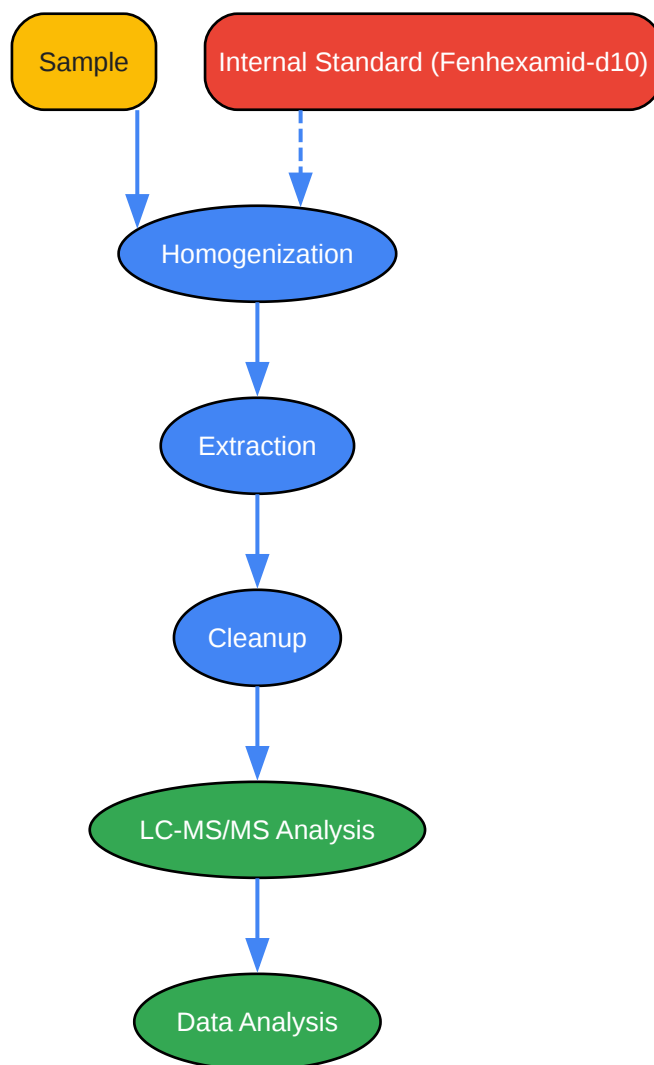 Sample
Internal Standard (Fenhexamid-d10)
Homogenization
Extraction
Cleanup
LC-MS/MS Analysis
Data Analysis